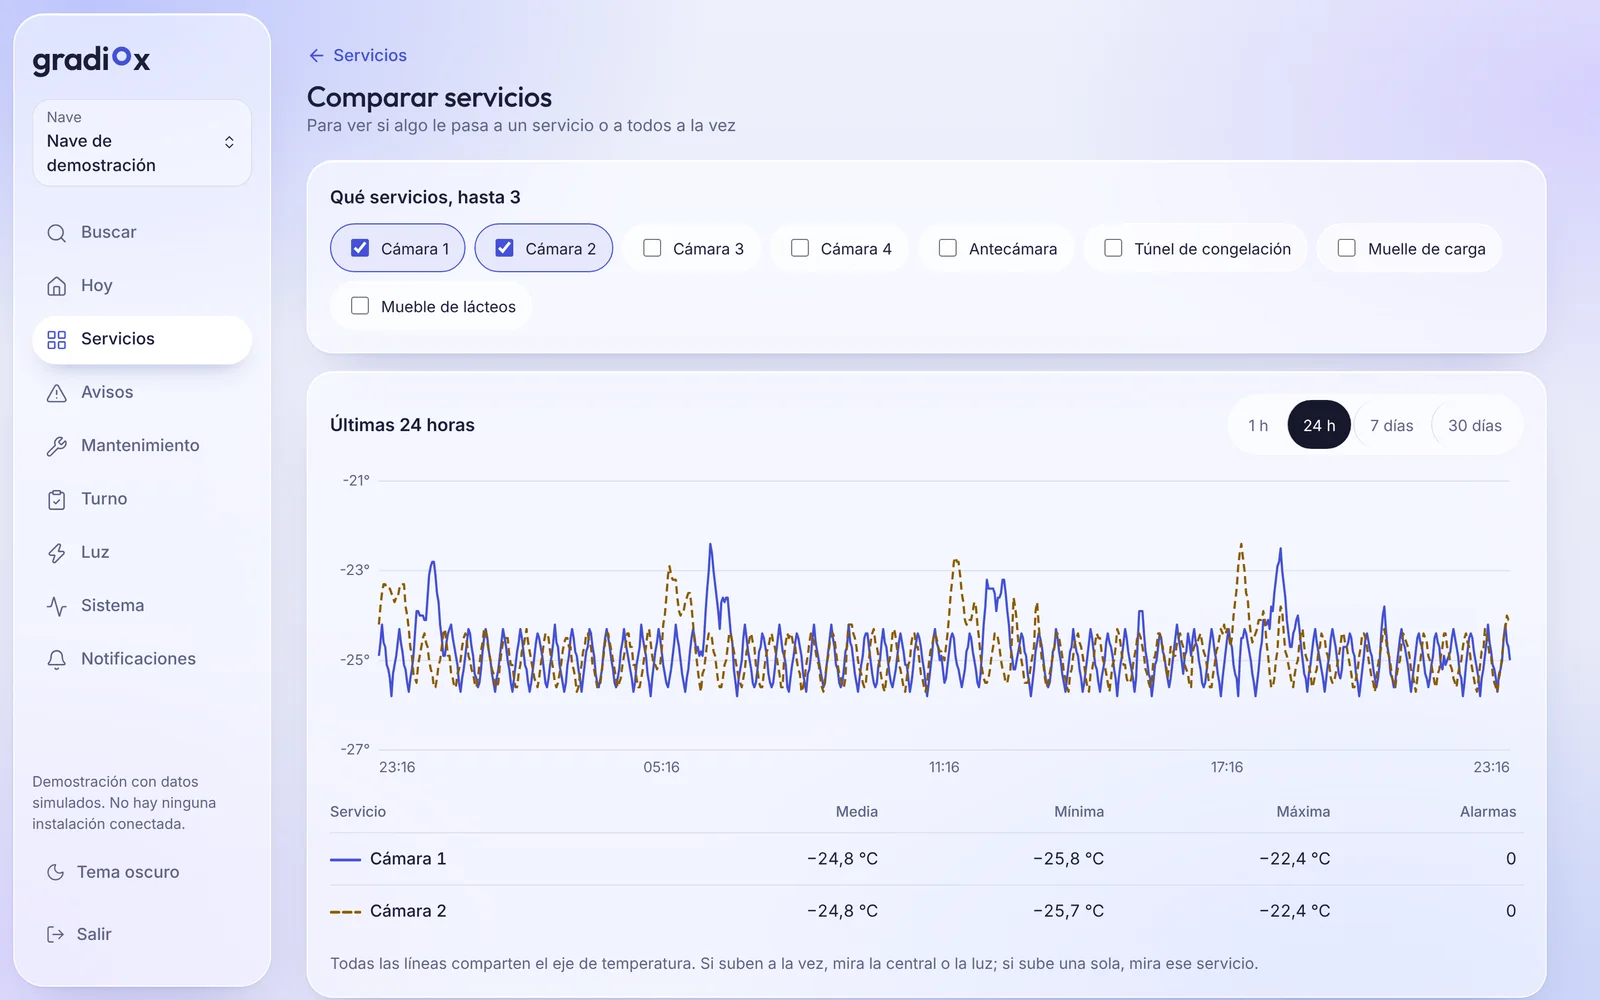 gradiox
Nave
Nave de
demostración
Buscar
Hoy
Servicios
Avisos
Mantenimiento
Turno
Luz
Sistema
Notificaciones
Demostración con datos
simulados. No hay ninguna
instalación conectada.
Tema oscuro
Salir
← Servicios
Comparar servicios
Para ver si algo le pasa a un servicio o a todos a la vez
Qué servicios, hasta 3
Cámara 1 Cámara 2 Cámara 3 Cámara 4 Antecámara Túnel de congelación Muelle de carga
Mueble de lácteos
Últimas 24 horas
1 h 24 h 7 días 30 días
-21°
-23°
-25°
-27°
23:16 05:16 11:16 17:16 23:16
Servicio Media Mínima Máxima Alarmas
Cámara 1 −24,8 °C −25,8 °C −22,4 °C 0
Cámara 2 −24,8 °C −25,7 °C −22,4 °C 0
Todas las líneas comparten el eje de temperatura. Si suben a la vez, mira la central o la luz; si sube una sola, mira ese servicio.